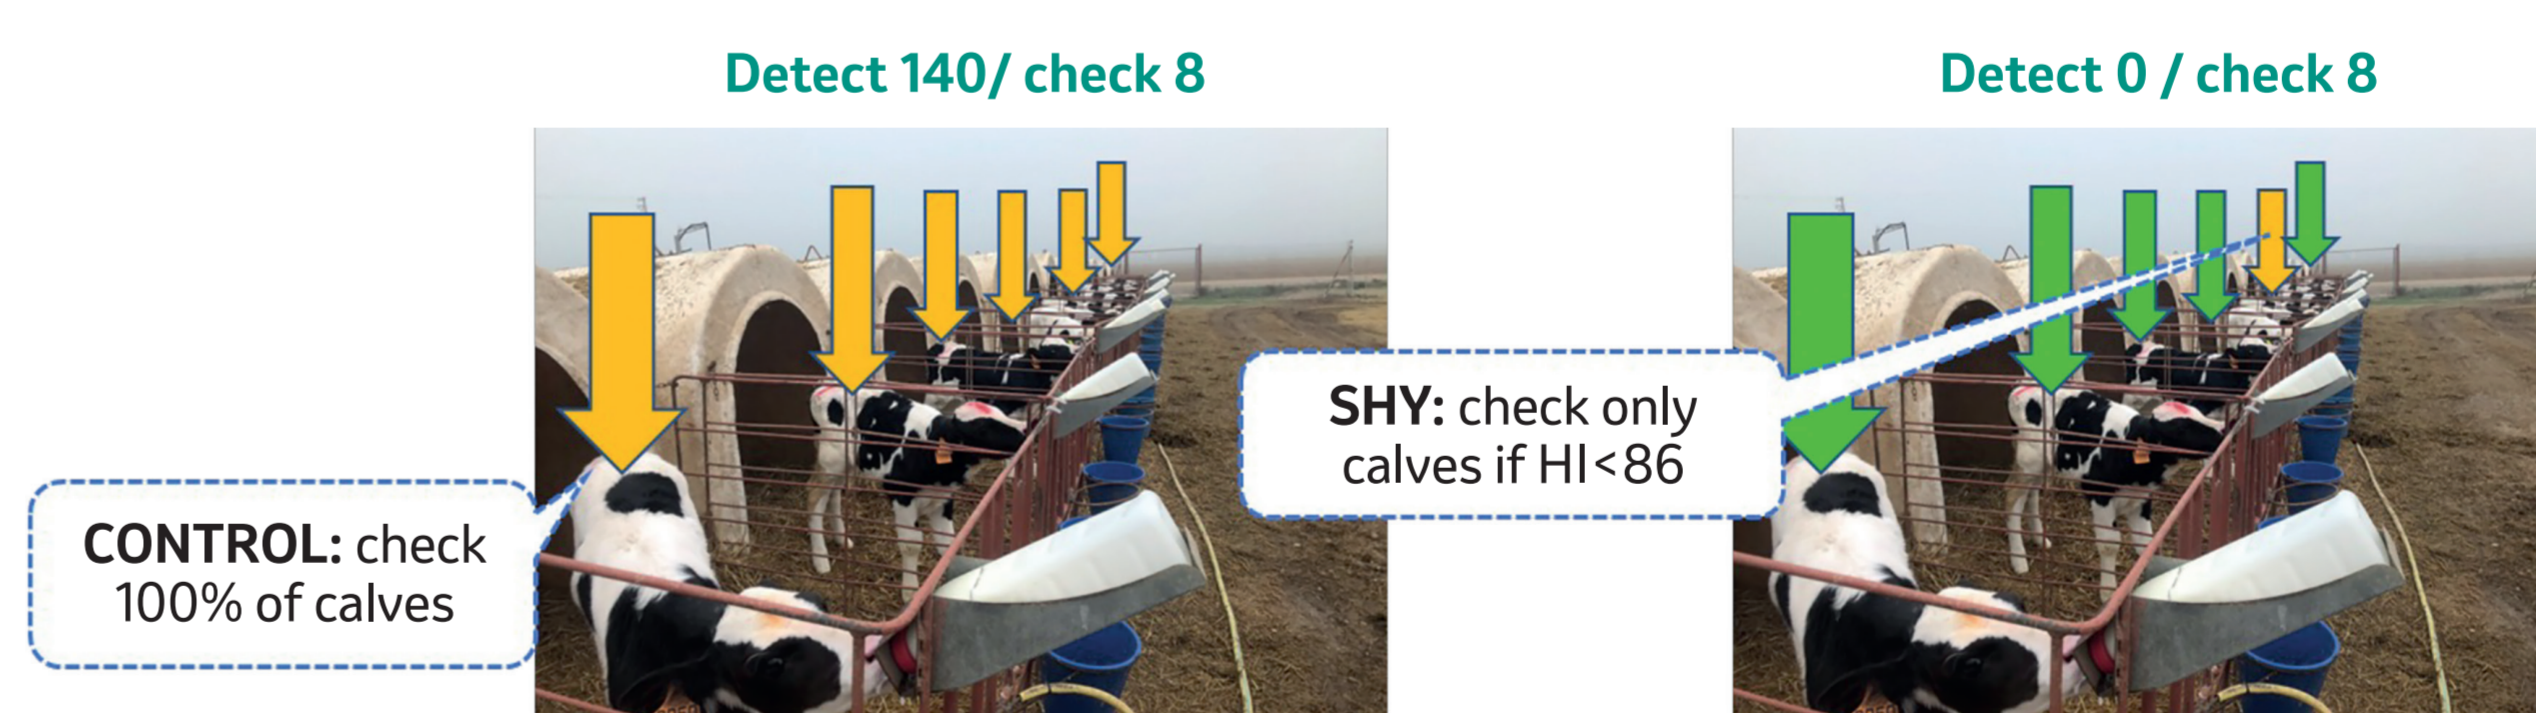 Detect 140/ check 8
Detect 0 / check 8
CONTROL: check
100% of calves
SHY: check only
calves if HI<86